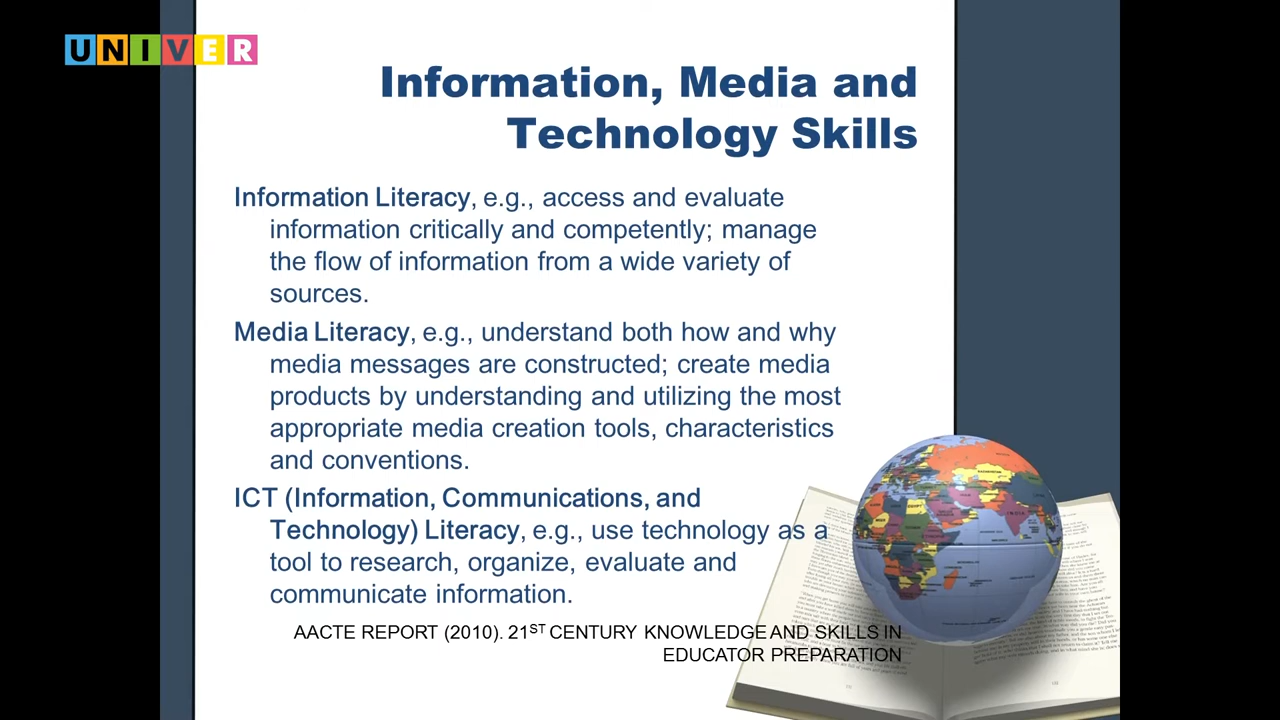 UNIVER
Information, Media and
Technology Skills
Information Literacy, e.g., access and evaluate
information critically and competently; manage
the flow of information from a wide variety of
sources.
Media Literacy, e.g., understand both how and why
media messages are constructed; create media
products by understanding and utilizing the most
appropriate media creation tools, characteristics
and conventions.
ICT (Information, Communications, and
Technology) Literacy, e.g., use technology as a
tool to research, organize, evaluate and
communicate information.
AACTE REPORT (2010). 21ST CENTURY KNOWLEDGE AND SKILLS IN
EDUCATOR PREPARATION
INDIA